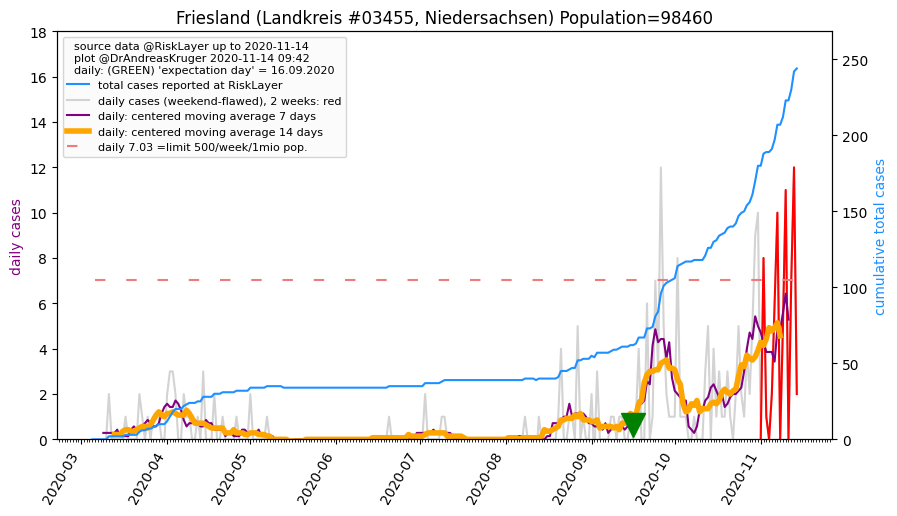 Friesland (Landkreis #03455, Niedersachsen) Population=98460
source data @RiskLayer up to 2020-11-14
plot @DrAndreasKruger 2020-11-14 09:42
daily: (GREEN) 'expectation day' = 16.09.2020
total cases reported at RiskLayer
daily cases (weekend-flawed), 2 weeks: red
daily: centered moving average 7 days
daily: centered moving average 14 days
daily 7.03 =limit 500/week/1mio pop.
daily cases
18
16
14
12
10
8
6
4
2
0
250
200
150
100
50
0
cumulative total cases
2020-03
2020-04
2020-05
2020-06
2020-07
2020-08
2020-09
2020-10
2020-11